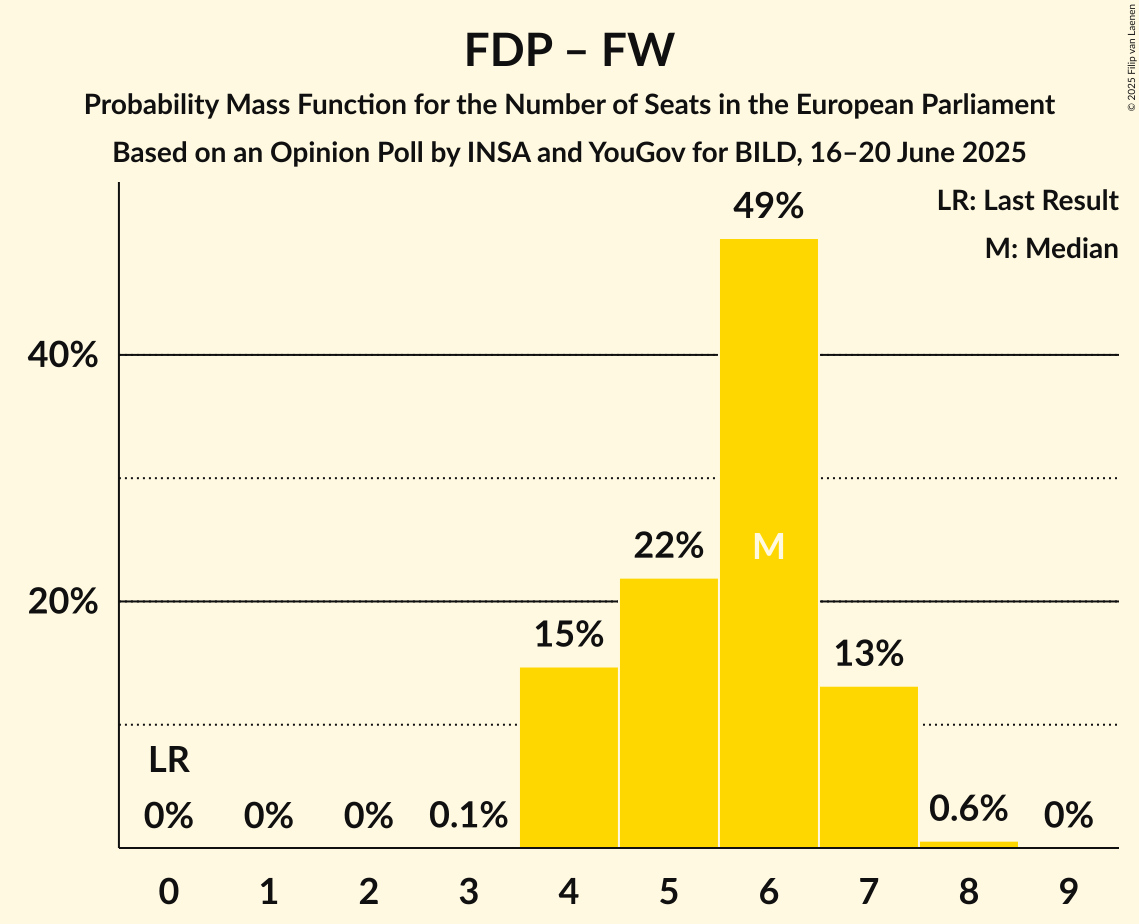 FDP – FW
Probability Mass Function for the Number of Seats in the European Parliament
Based on an Opinion Poll by INSA and YouGov for BILD, 16–20 June 2025
© 2025 Filip van Laenen
LR: Last Result
M: Median
49%
40%
22%
M
20%
15%
13%
LR
0% 0% 0% 0.1% 0.6% 0%
0 1 2 3 4 5 6 7 8 9